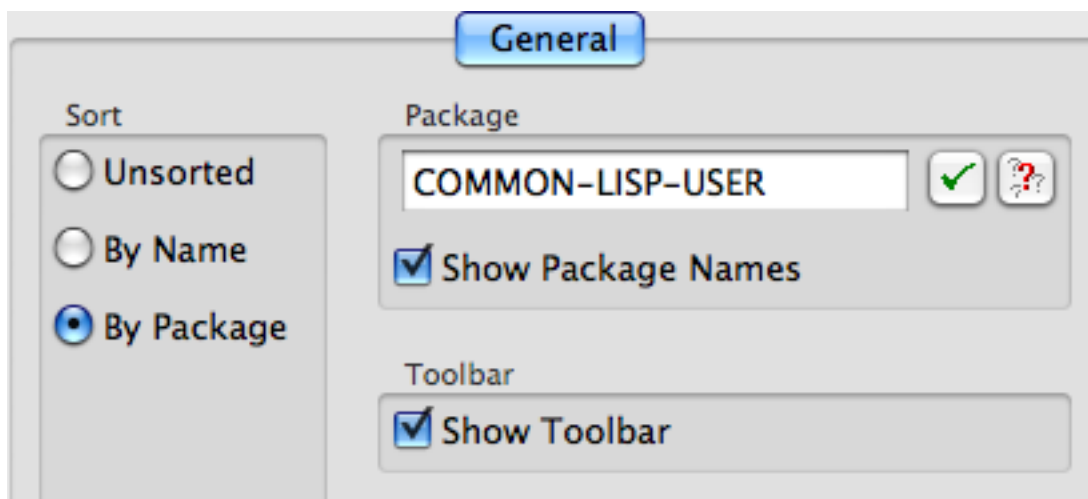 General
Sort
Unsorted
By Name
By Package
Package
COMMON-LISP-USER
Show Package Names
Toolbar
Show Toolbar